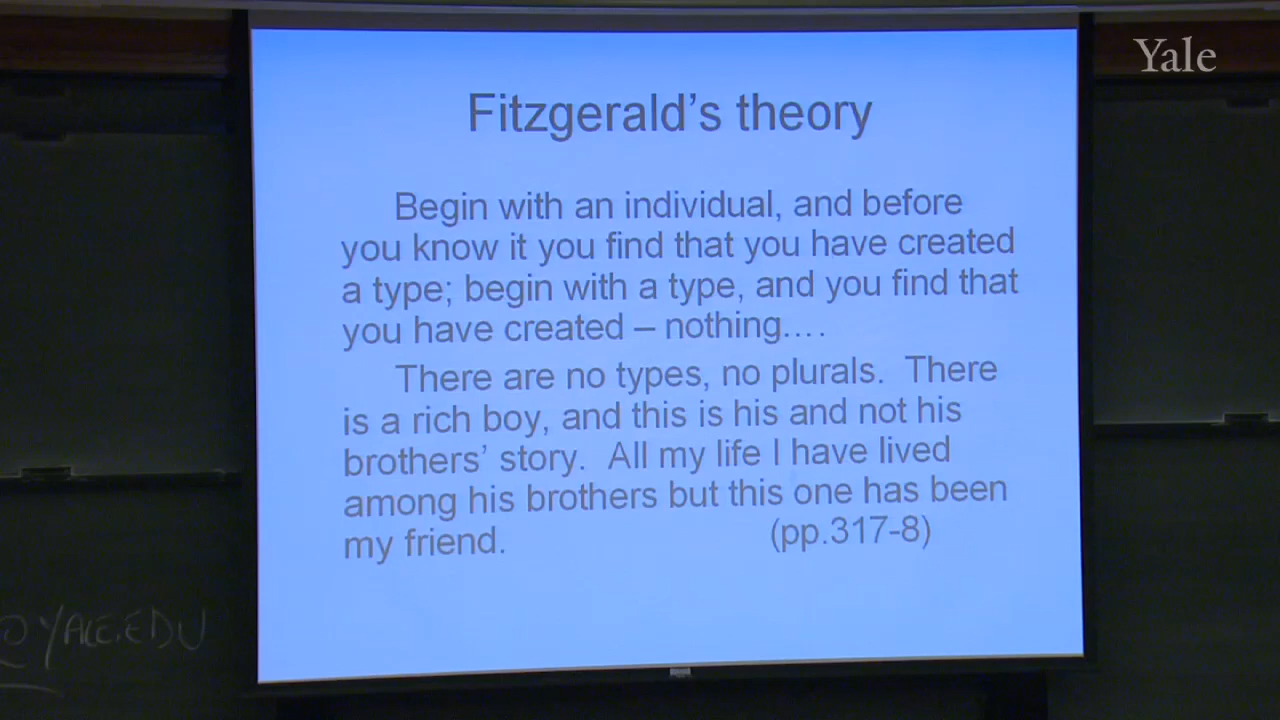 Yale
Fitzgerald’s theory
Begin with an individual, and before
you know it you find that you have created
a type; begin with a type, and you find that
you have created – nothing….
There are no types, no plurals. There
is a rich boy, and this is his and not his
brothers’ story. All my life I have lived
among his brothers but this one has been
my friend. (pp.317-8)
@YALE.EDU